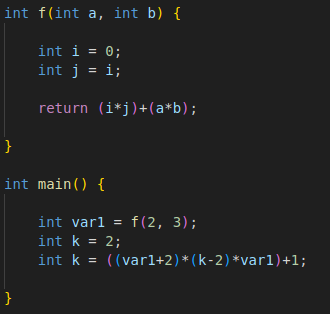 int f(int a, int b) {
int i = 0;
int j = i;
return (i*j)+(a*b);
}
int main() {
int var1 = f(2, 3);
int k = 2;
int k = ((var1+2)*(k-2)*var1)+1;
}